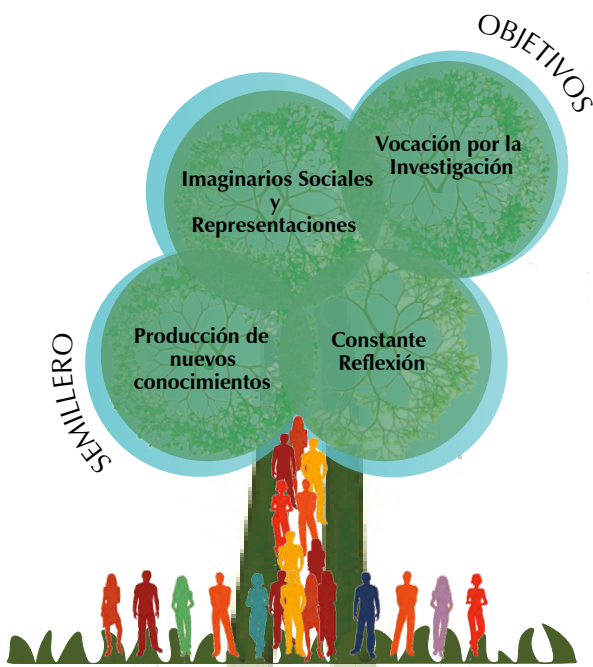 OBJETIVOS
Vocación por la
Investigación
Imaginarios Sociales
y
Representaciones
Producción de
nuevos
conocimientos
Constante
Reflexión
SEMILLERO